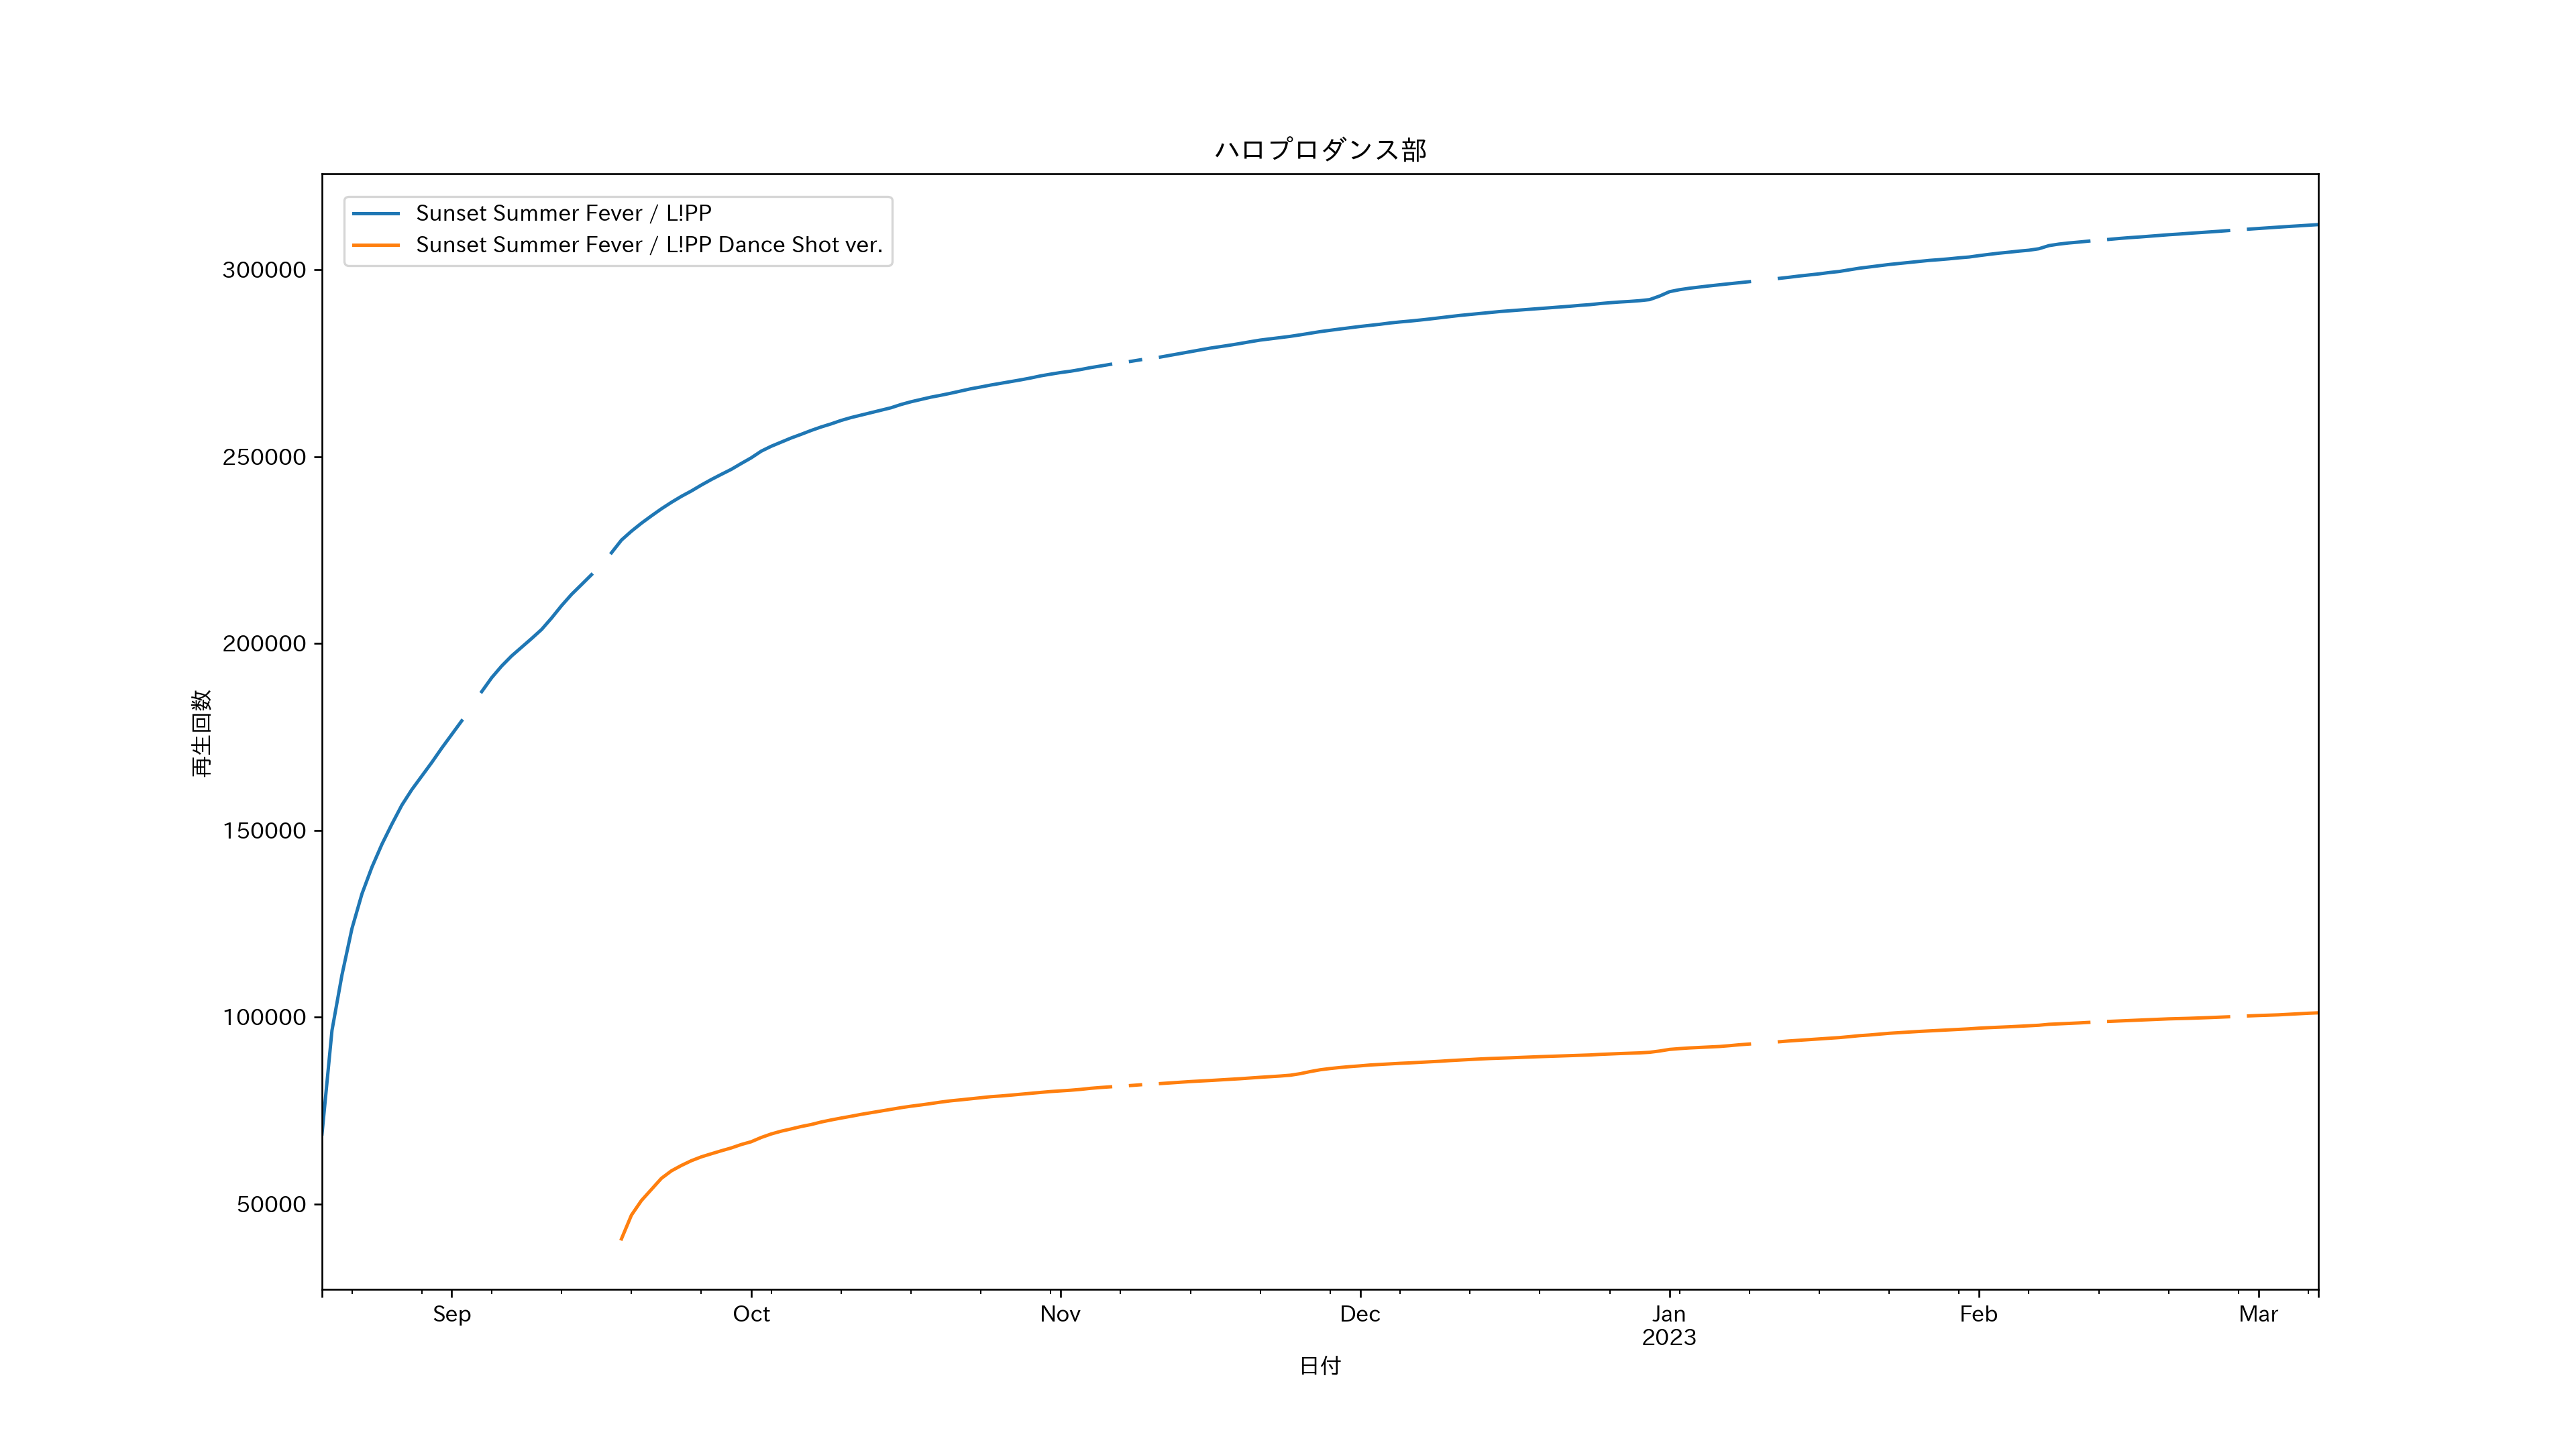 ハロプロダンス部
Sunset Summer Fever / L!PP
Sunset Summer Fever / L!PP Dance Shot ver.
300000
250000
200000
150000
100000
50000
再生回数
Sep
Oct
Nov
Dec
Jan
2023
Feb
Mar
日付